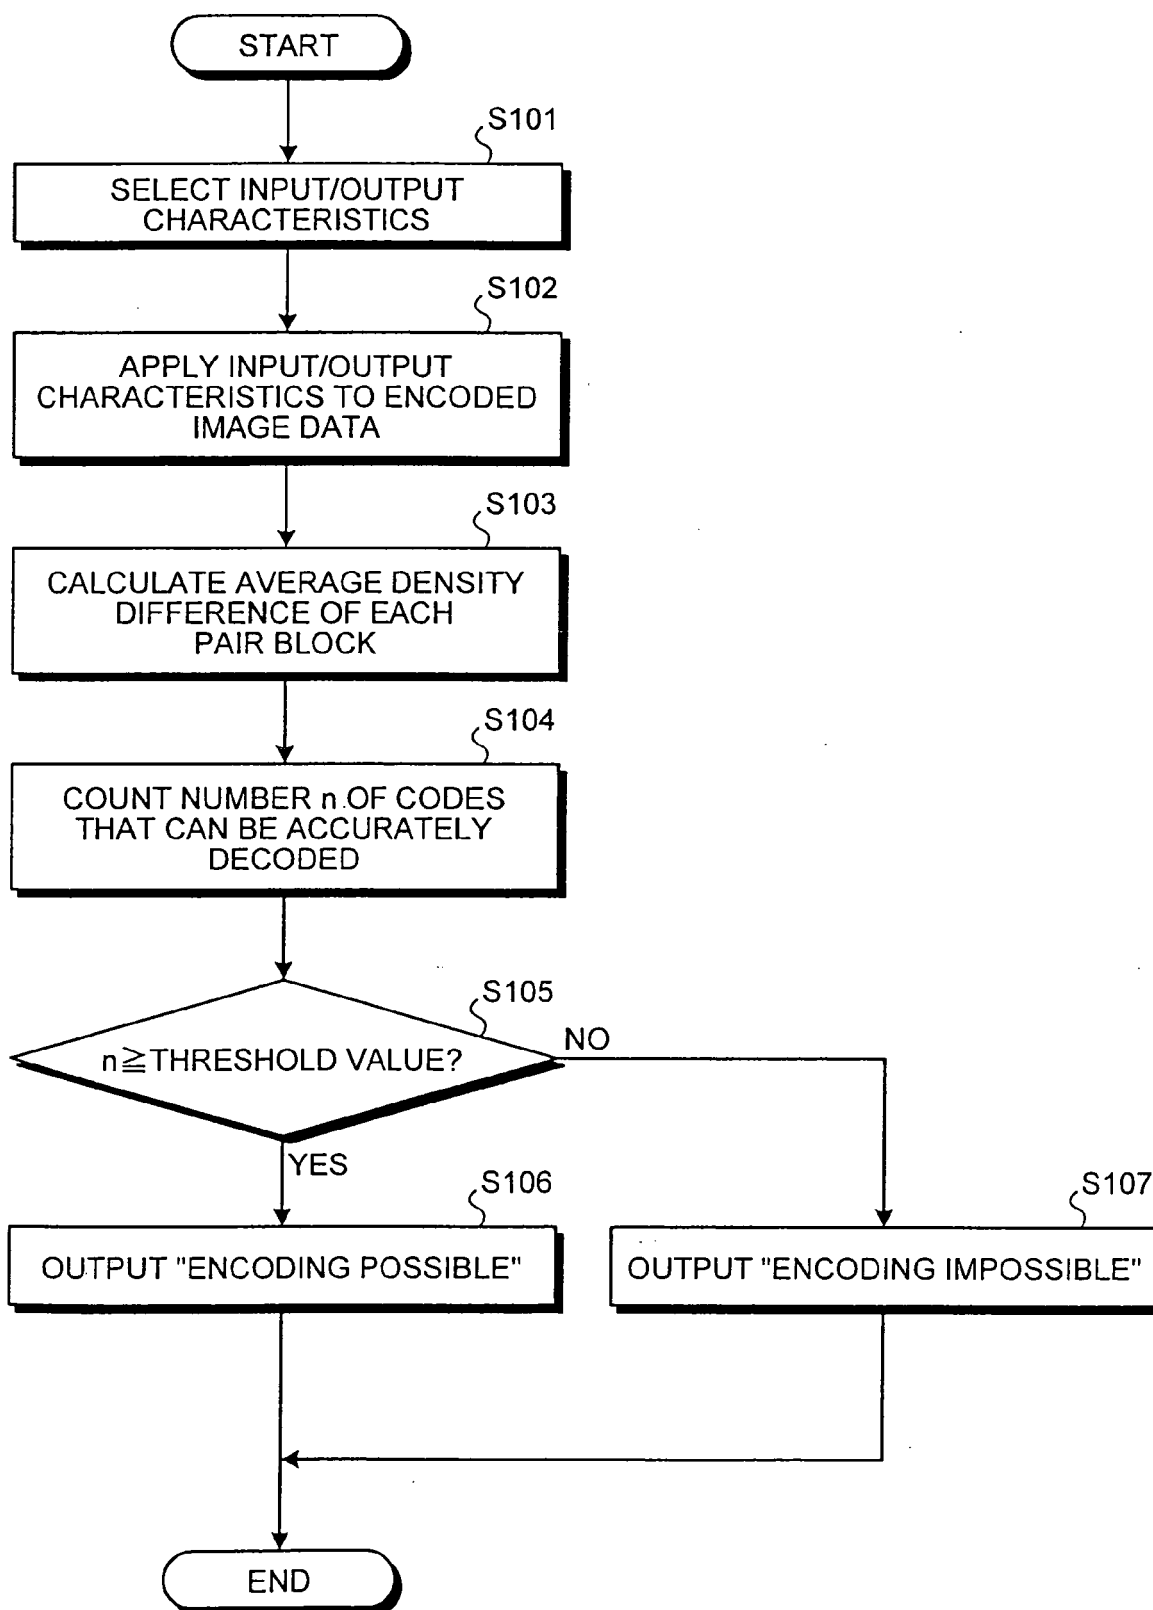 START
S101
SELECT INPUT/OUTPUT
CHARACTERISTICS
S102
APPLY INPUT/OUTPUT
CHARACTERISTICS TO ENCODED
IMAGE DATA
S103
CALCULATE AVERAGE DENSITY
DIFFERENCE OF EACH
PAIR BLOCK
S104
COUNT NUMBER n OF CODES
THAT CAN BE ACCURATELY
DECODED
S105
n≧THRESHOLD VALUE?
NO
YES
S106
OUTPUT "ENCODING POSSIBLE"
S107
OUTPUT "ENCODING IMPOSSIBLE"
END